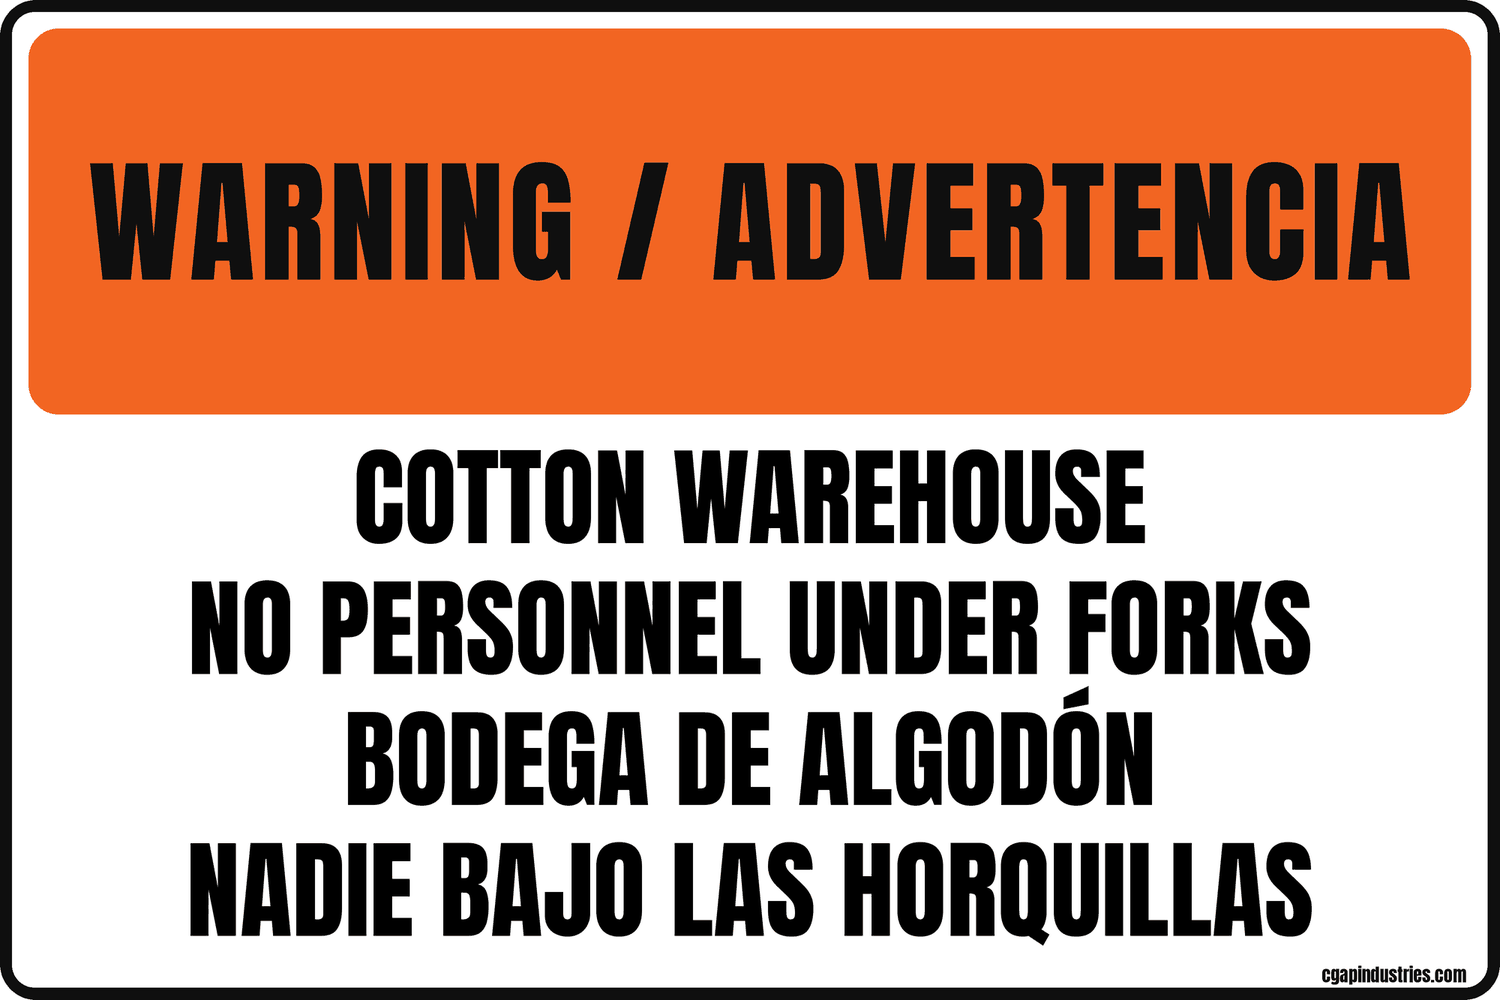 WARNING / ADVERTENCIA
COTTON WAREHOUSE
NO PERSONNEL UNDER FORKS
BODEGA DE ALGODÓN
NADIE BAJO LAS HORQUILLAS
cgapindustries.com